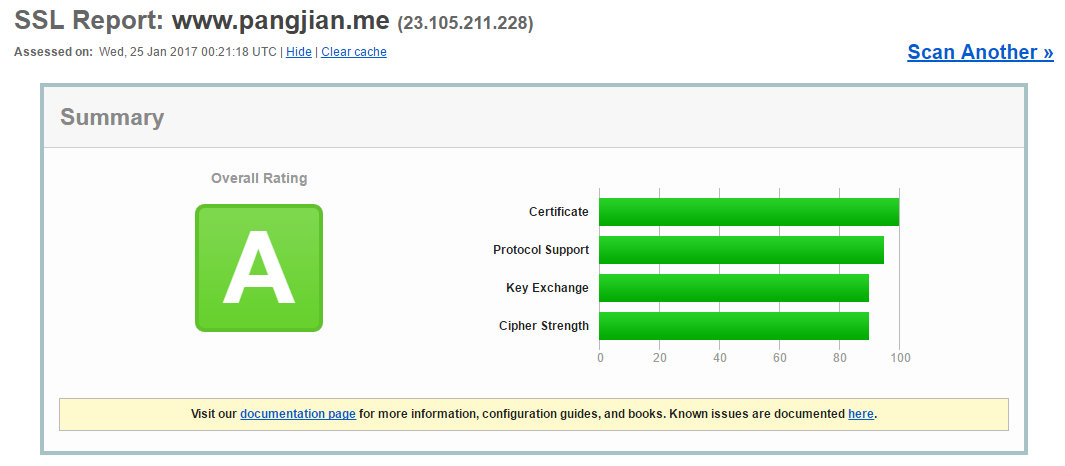 SSL Report: www.pangjian.me (23.105.211.228)
Assessed on: Wed, 25 Jan 2017 00:21:18 UTC | Hide | Clear cache
Scan Another »
Summary
Overall Rating
A
Certificate
Protocol Support
Key Exchange
Cipher Strength
0 20 40 60 80 100
Visit our documentation page for more information, configuration guides, and books. Known issues are documented here.